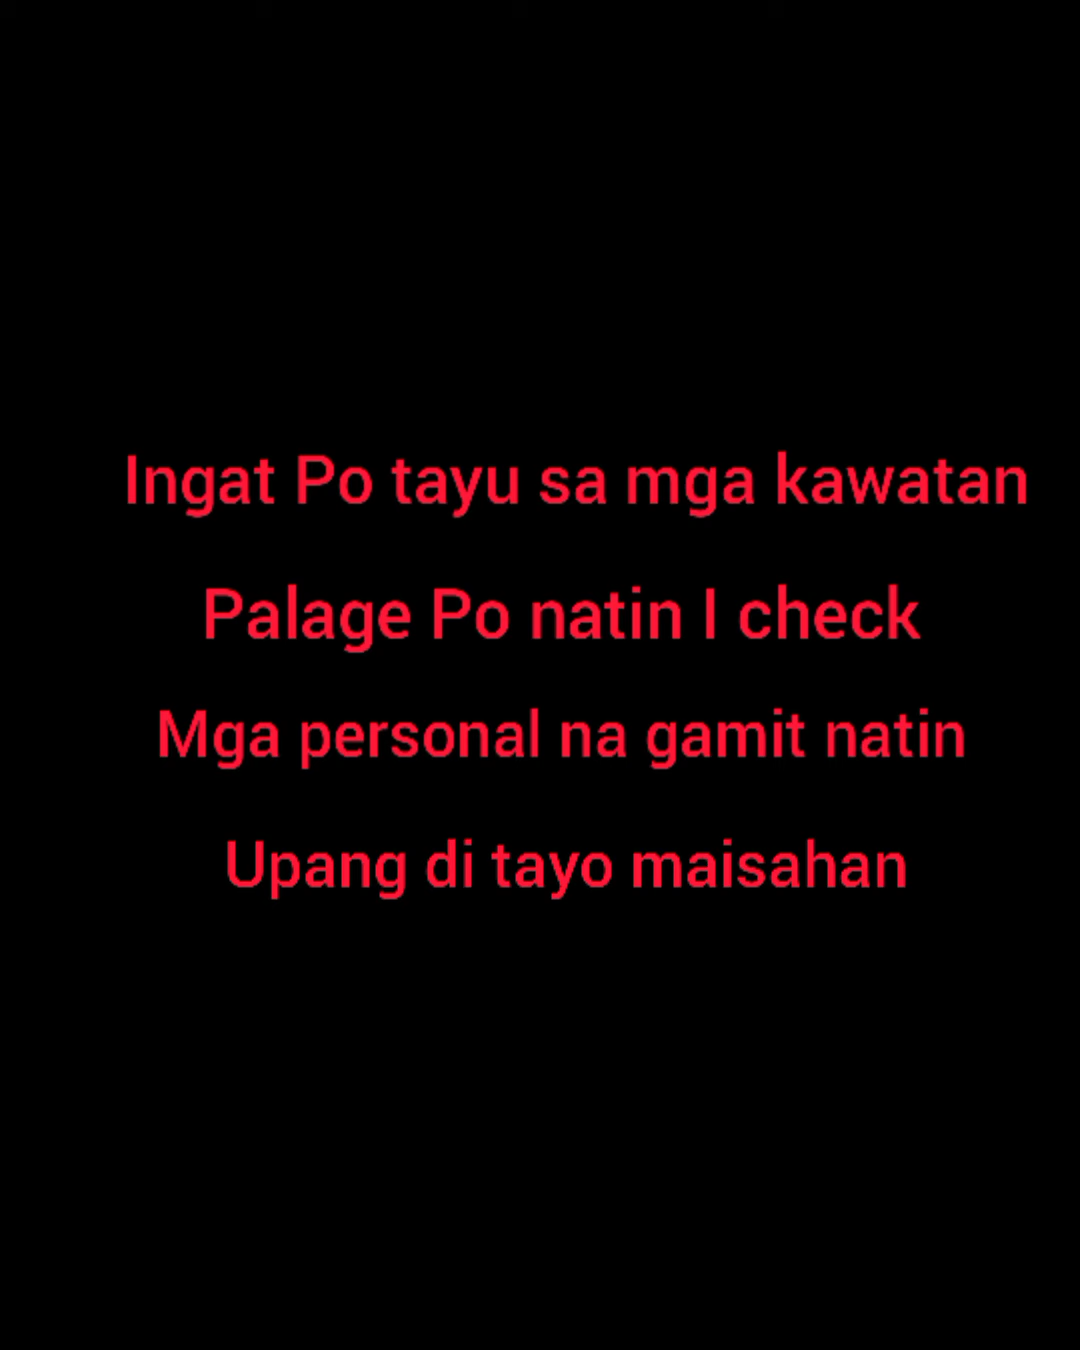 Ingat Po tayu sa mga kawatan
Palage Po natin I check
Mga personal na gamit natin
Upang di tayo maisahan